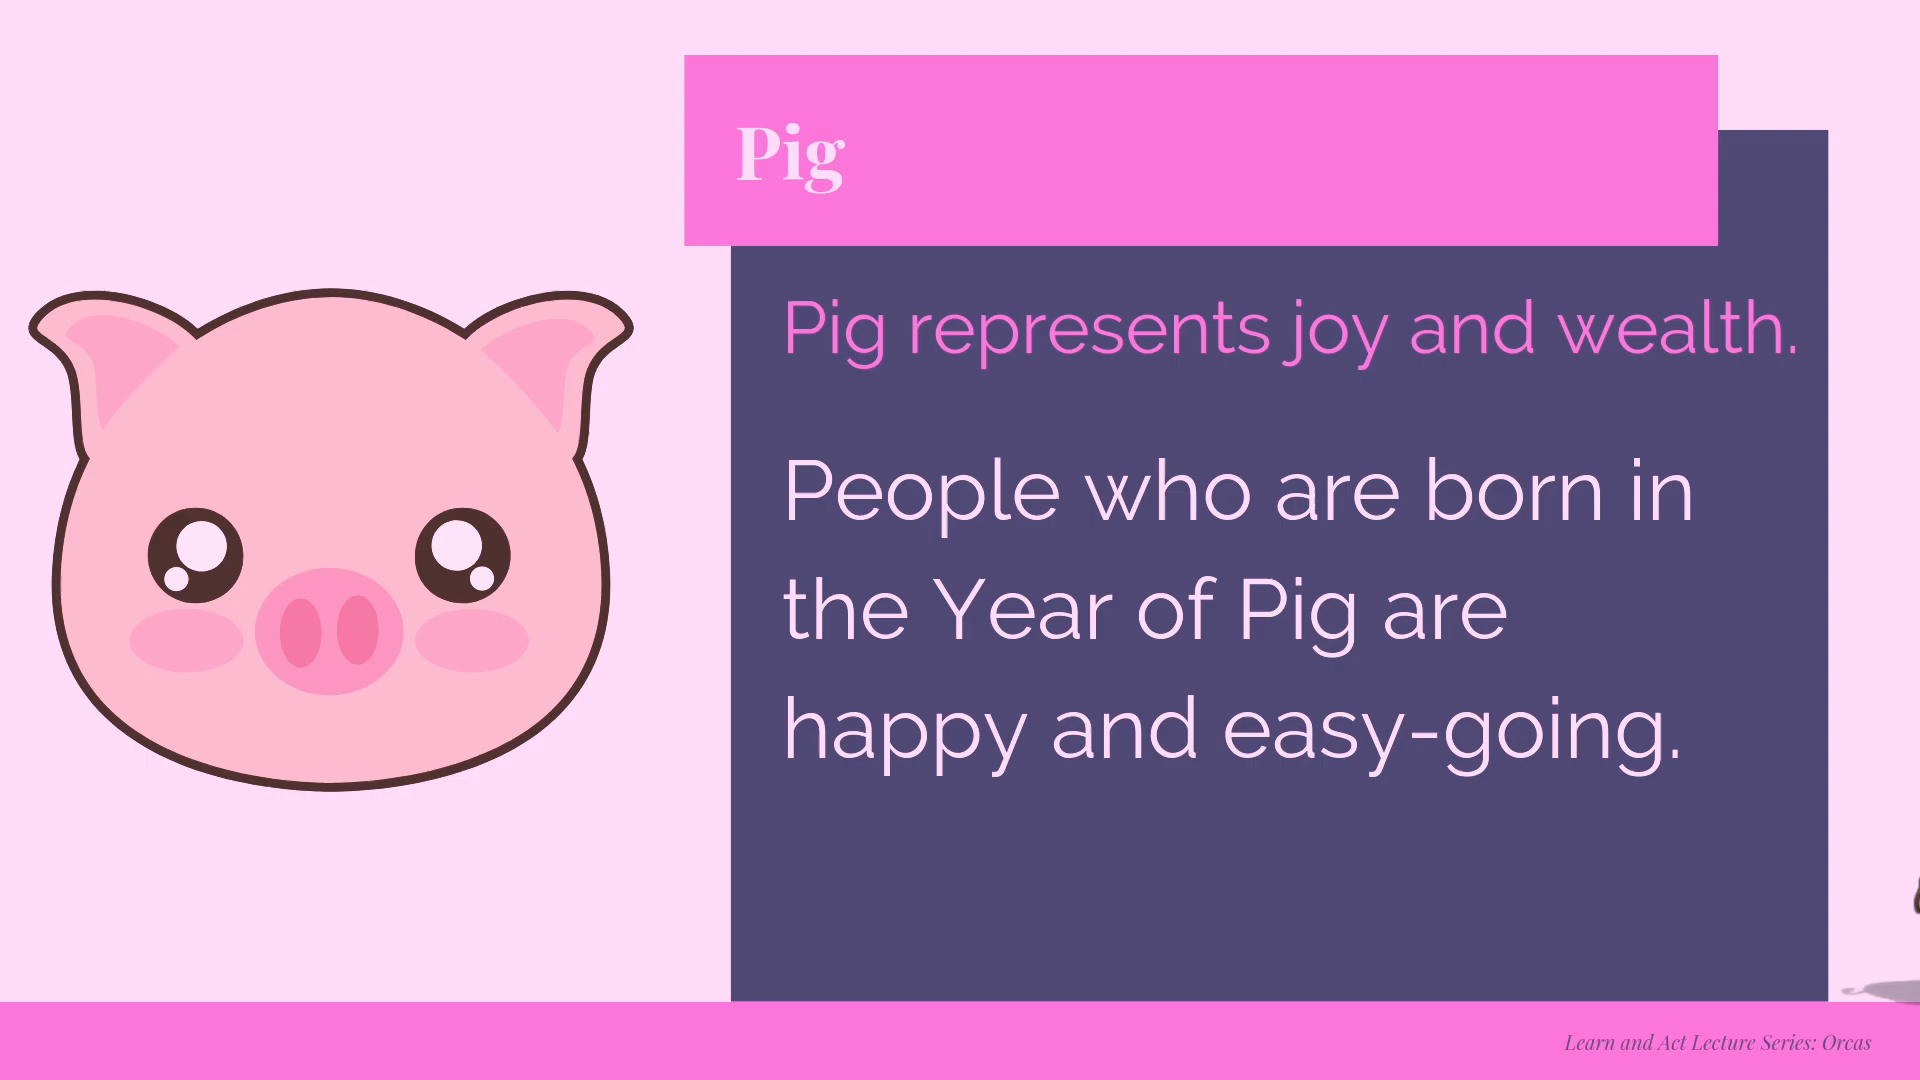 Pig
Pig represents joy and wealth.
People who are born in
the Year of Pig are
happy and easy-going.
Learn and Act Lecture Series: Orcas